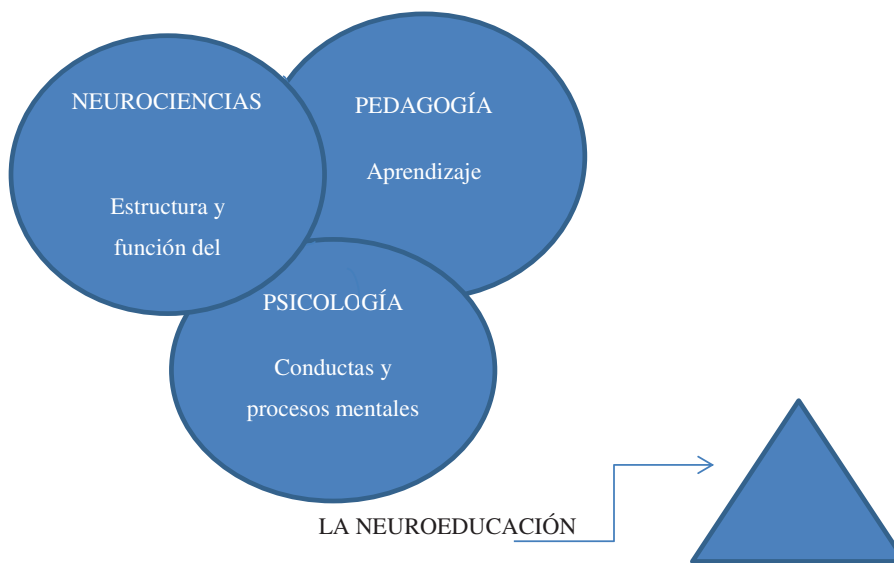 NEUROCIENCIAS
Estructura y
función del
PEDAGOGÍA
Aprendizaje
PSICOLOGÍA
Conductas y
procesos mentales
LA NEUROEDUCACIÓN